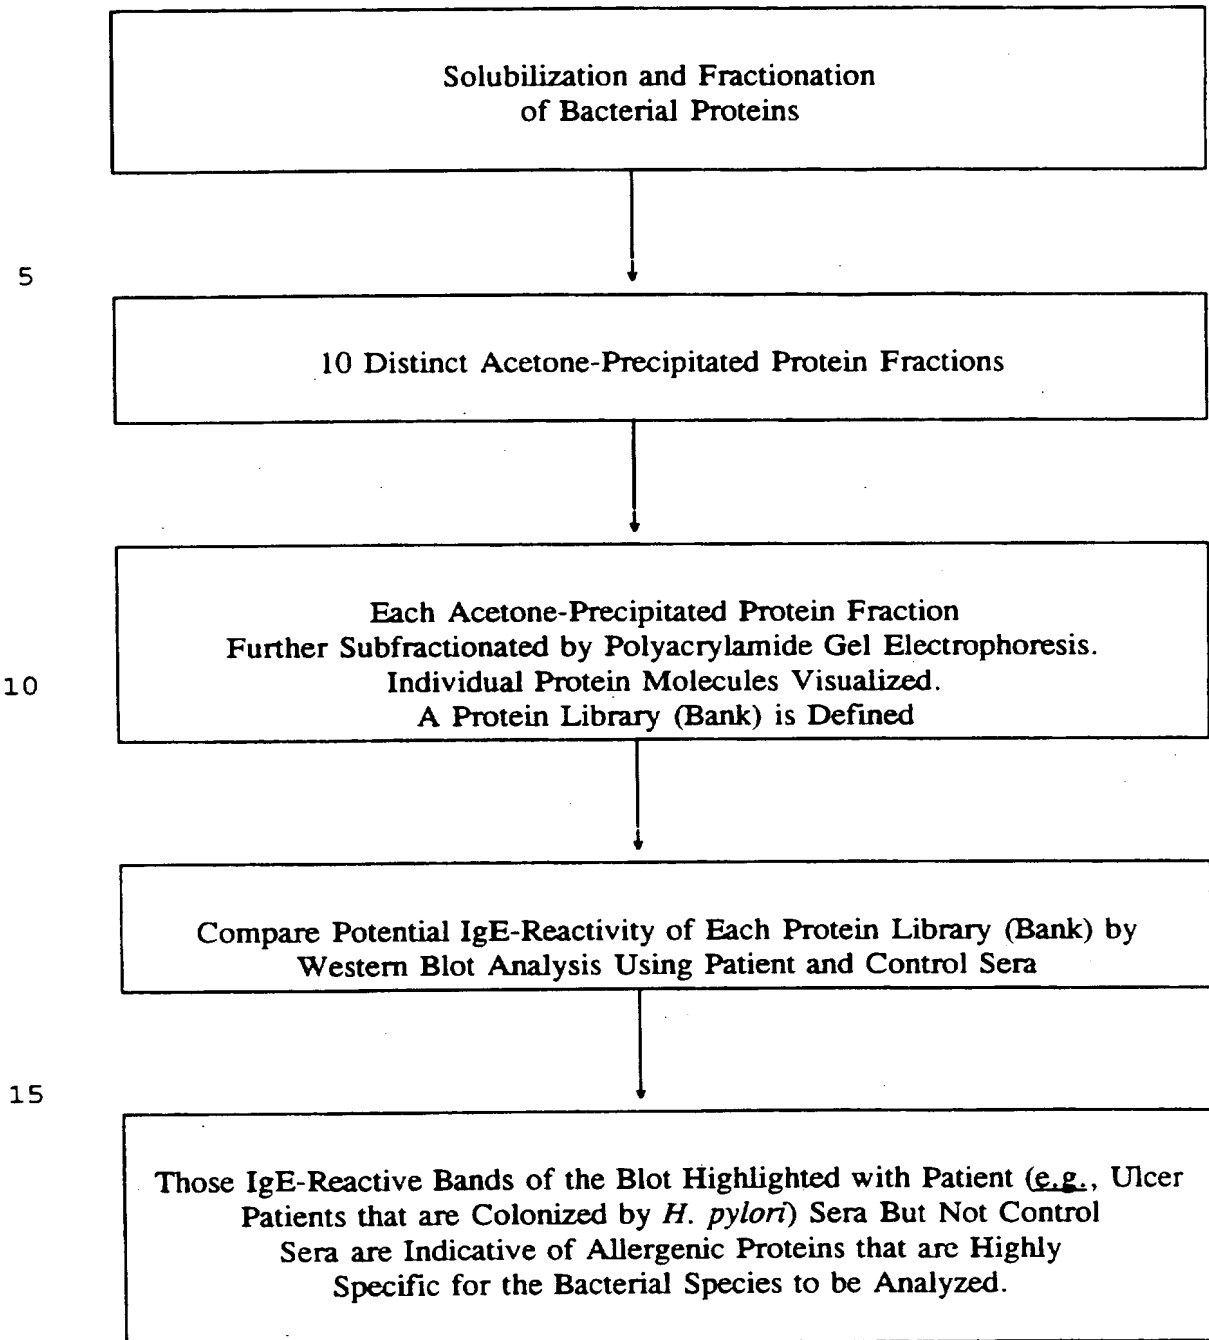 Solubilization and Fractionation
of Bacterial Proteins
5
10 Distinct Acetone-Precipitated Protein Fractions
Each Acetone-Precipitated Protein Fraction
Further Subfractionated by Polyacrylamide Gel Electrophoresis.
10
Individual Protein Molecules Visualized.
A Protein Library (Bank) is Defined
Compare Potential IgE-Reactivity of Each Protein Library (Bank) by
Western Blot Analysis Using Patient and Control Sera
15
Those IgE-Reactive Bands of the Blot Highlighted with Patient (e.g., Ulcer
Patients that are Colonized by H. pylori) Sera But Not Control
Sera are Indicative of Allergenic Proteins that are Highly
Specific for the Bacterial Species to be Analyzed.